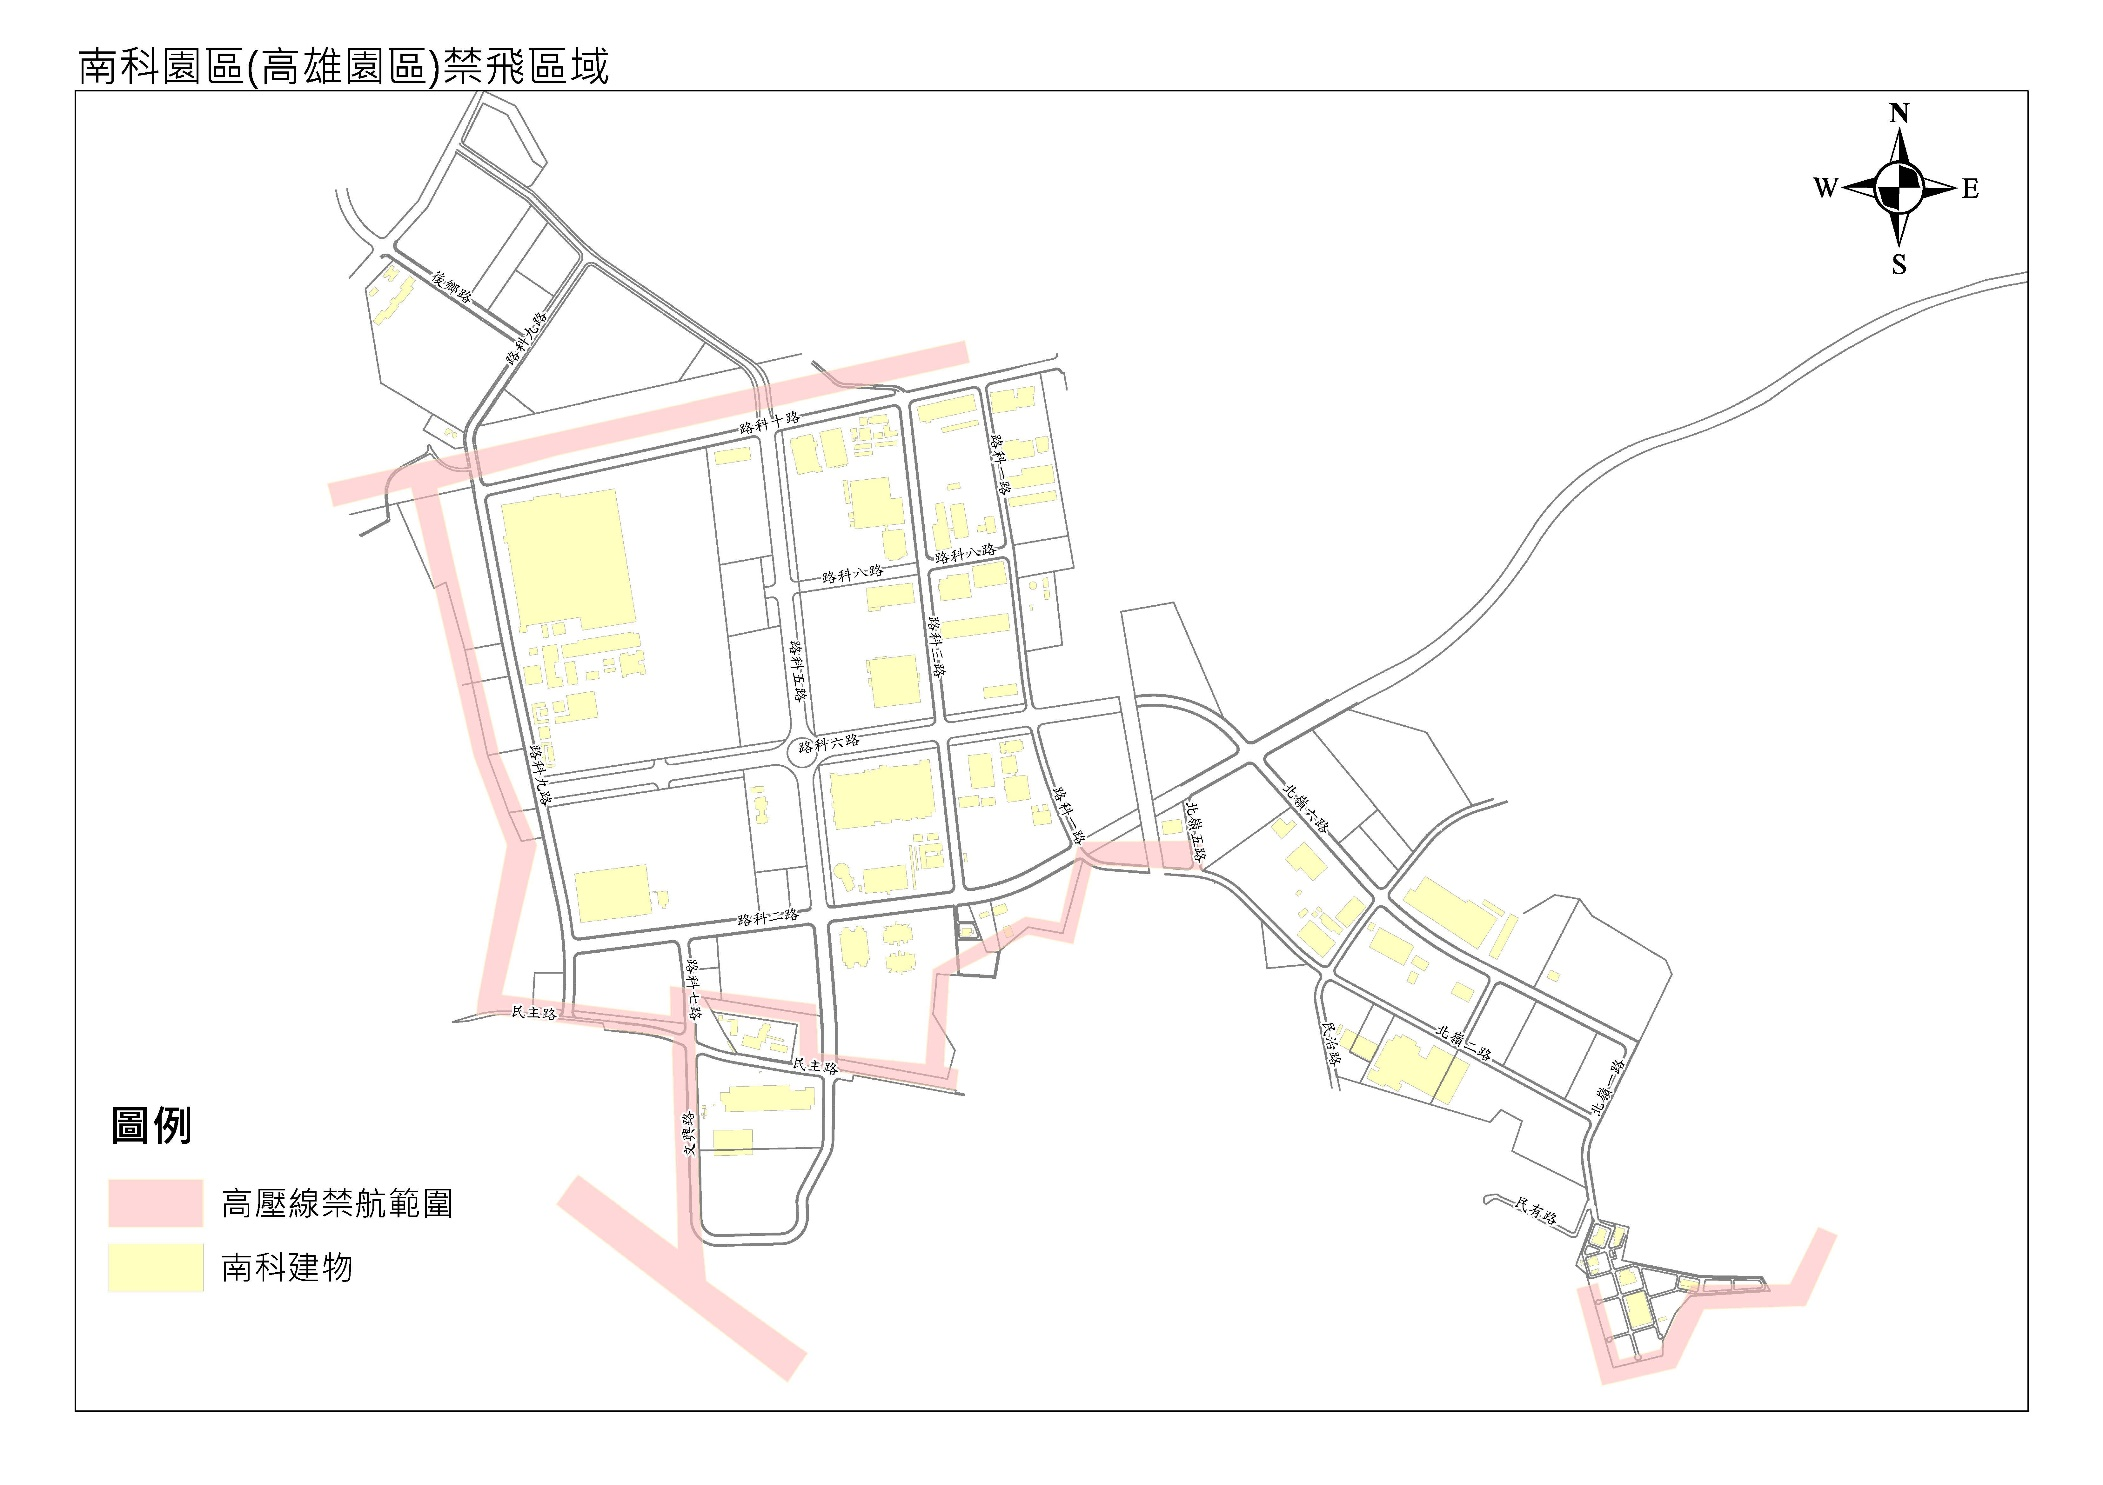 南科園區(高雄園區)禁飛區域
N
W
E
S
後鄉路
路科九路
路科十路
路科一路
路科八路
路科八路
路科三路
路科五路
路科六路
路科九路
路科一路
北嶺五路
北嶺六路
路科二路
路科七路
民主路
民主路
民治路
北嶺二路
北嶺一路
文興路
民有路
圖例
高壓線禁航範圍
南科建物